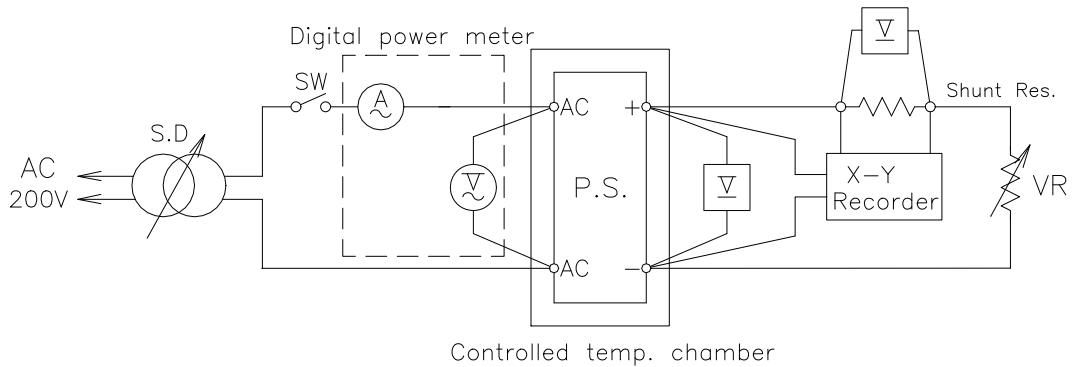 Digital power meter
SW
A
S.D
AC
200V
V
AC
+
P.S.
AC
−
V
V
Shunt Res.
X−Y
Recorder
VR
Controlled temp. chamber